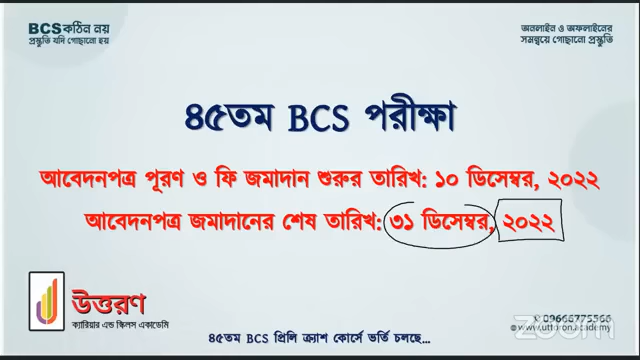 BCS কঠিন নয়
প্রস্তুতি যদি গোছানো হয়
অনলাইন ও অফলাইনের
সমন্বয়ে গোছানো প্রস্তুতি
৪৫তম BCS পরীক্ষা
আবেদনপত্র পূরণ ও ফি জমাদান শুরুর তারিখ: ১০ ডিসেম্বর, ২০২২
আবেদনপত্র জমাদানের শেষ তারিখ: ৩১ ডিসেম্বর, ২০২২
উত্তরণ
ক্যারিয়ার এন্ড স্কিলস একাডেমি
09666775566
www.uttoron.academy
zoom
৪৫তম BCS প্রিলি ক্র্যাশ কোর্সে ভর্তি চলছে...